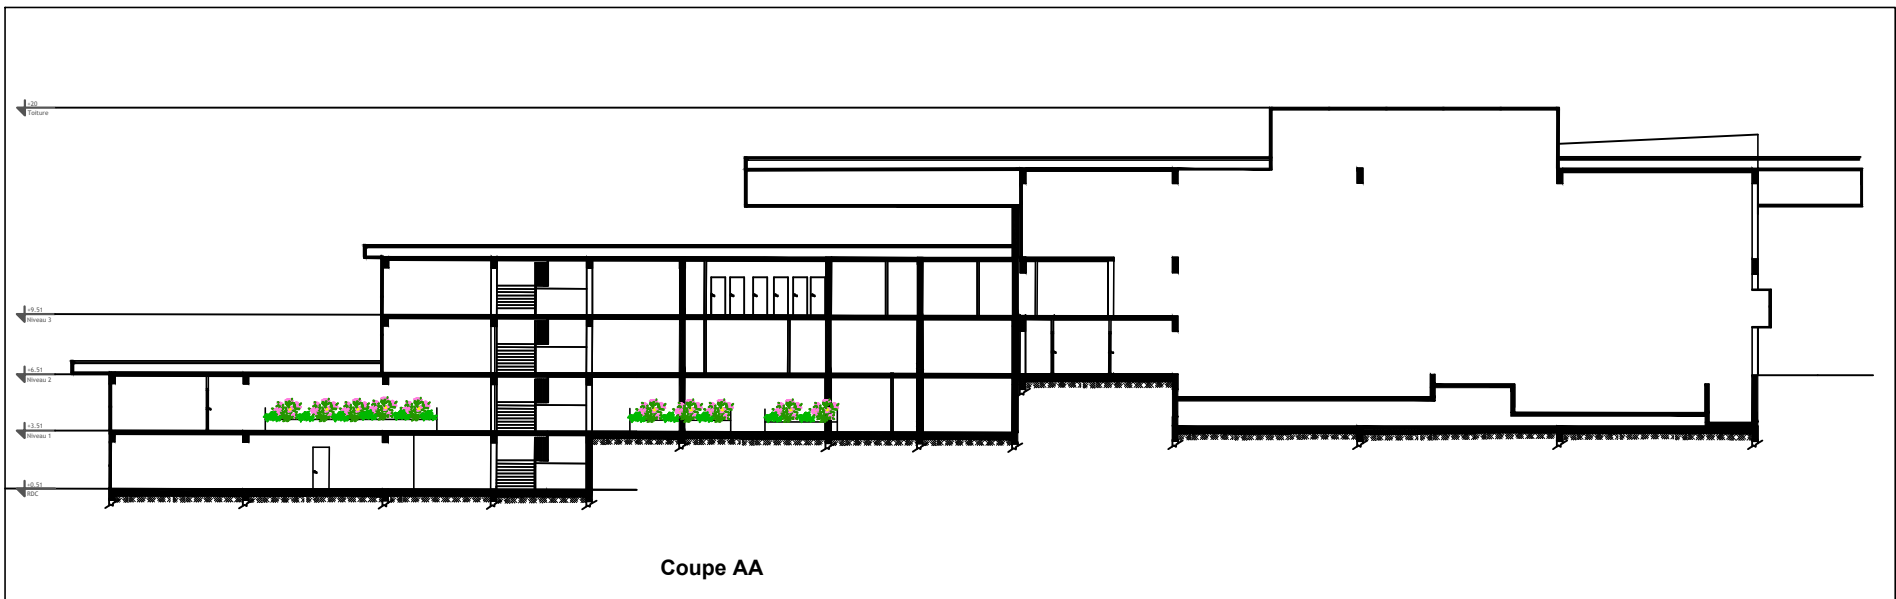 +20
Toiture
+9.51
Niveau 3
+6.51
Niveau 2
+3.51
Niveau 1
+0.51
RDC
Coupe AA